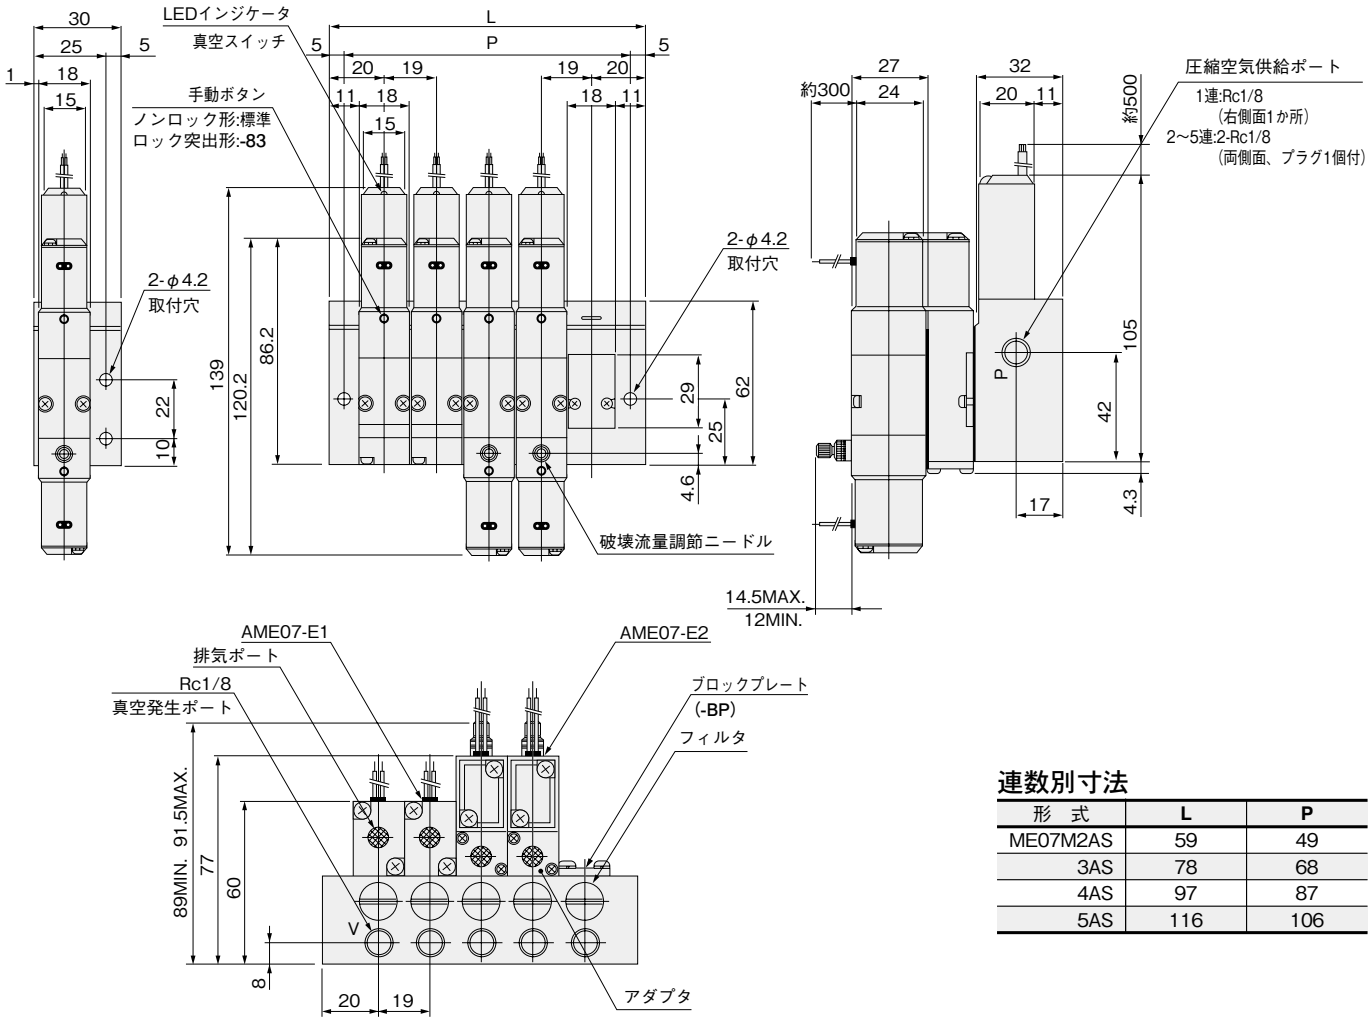 30
25
5
1
18
15
2-φ4.2
取付穴
22
10
LEDインジケータ
真空スイッチ
手動ボタン
ノンロック形:標準
ロック突出形:-83
L
P
5
5
20
19
19
20
11
18
18
11
15
139
120.2
86.2
2-φ4.2
取付穴
29
62
25
4.6
破壊流量調節ニードル
27
32
約300
24
20
11
約500
圧縮空気供給ポート
1連:Rc1/8
(右側面1か所)
2〜5連:2-Rc1/8
(両側面、プラグ1個付)
P
105
42
4.3
17
14.5MAX.
12MIN.
AME07-E1
AME07-E2
排気ポート
Rc1/8
真空発生ポート
ブロックプレート
(-BP)
フィルタ
89MIN. 91.5MAX.
77
60
V
8
20
19
アダプタ
連数別寸法
形 式 L P
ME07M2AS 59 49
3AS 78 68
4AS 97 87
5AS 116 106